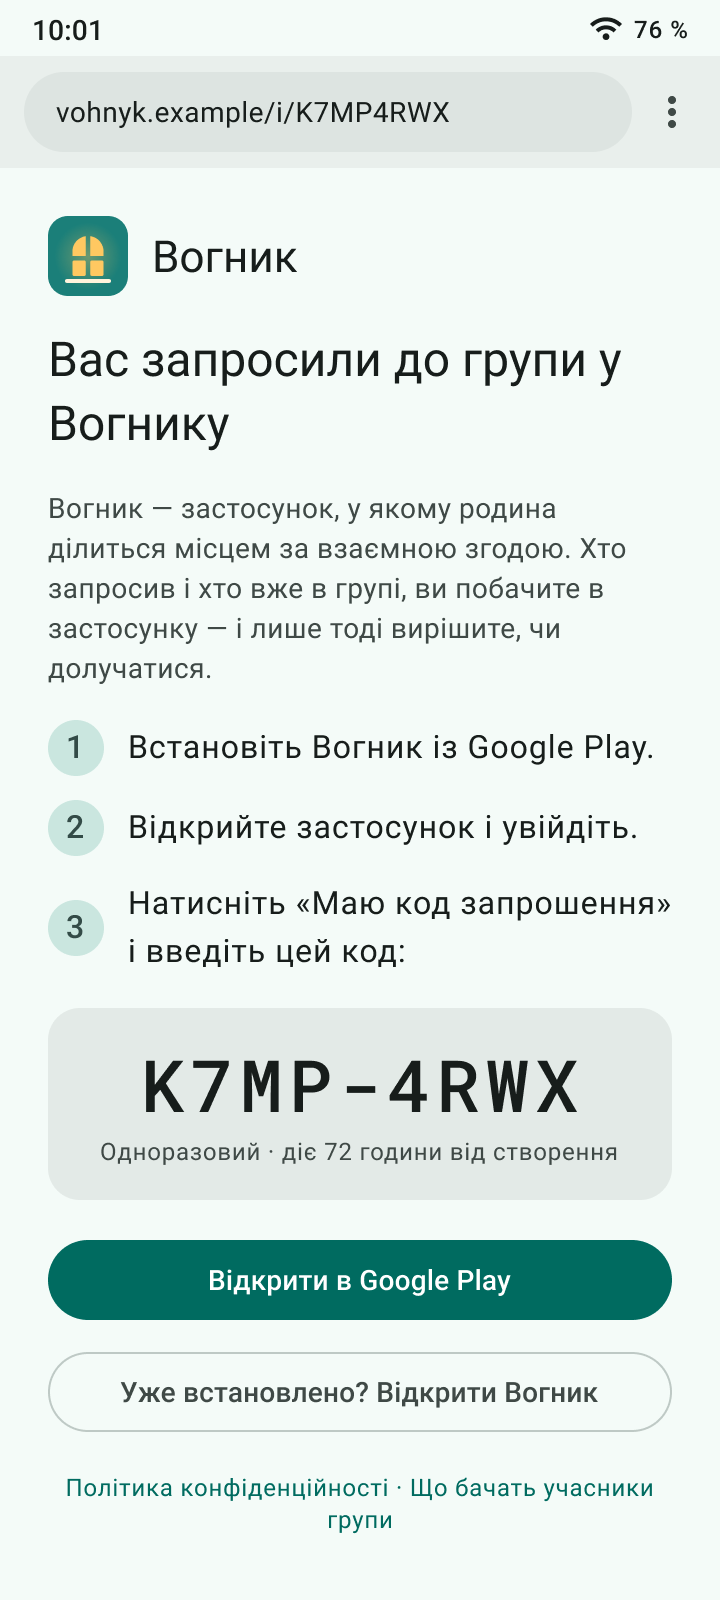 10:01
76 %
vohnyk.example/i/K7MP4RWX
Вогник
Вас запросили до групи у
Вогнику
Вогник — застосунок, у якому родина
ділиться місцем за взаємною згодою. Хто
запросив і хто вже в групі, ви побачите в
застосунку — і лише тоді вирішите, чи
долучатися.
1 Встановіть Вогник із Google Play.
2 Відкрийте застосунок і увійдіть.
3 Натисніть «Маю код запрошення»
і введіть цей код:
K7MP-4RWX
Одноразовий · діє 72 години від створення
Відкрити в Google Play
Уже встановлено? Відкрити Вогник
Політика конфіденційності · Що бачать учасники
групи